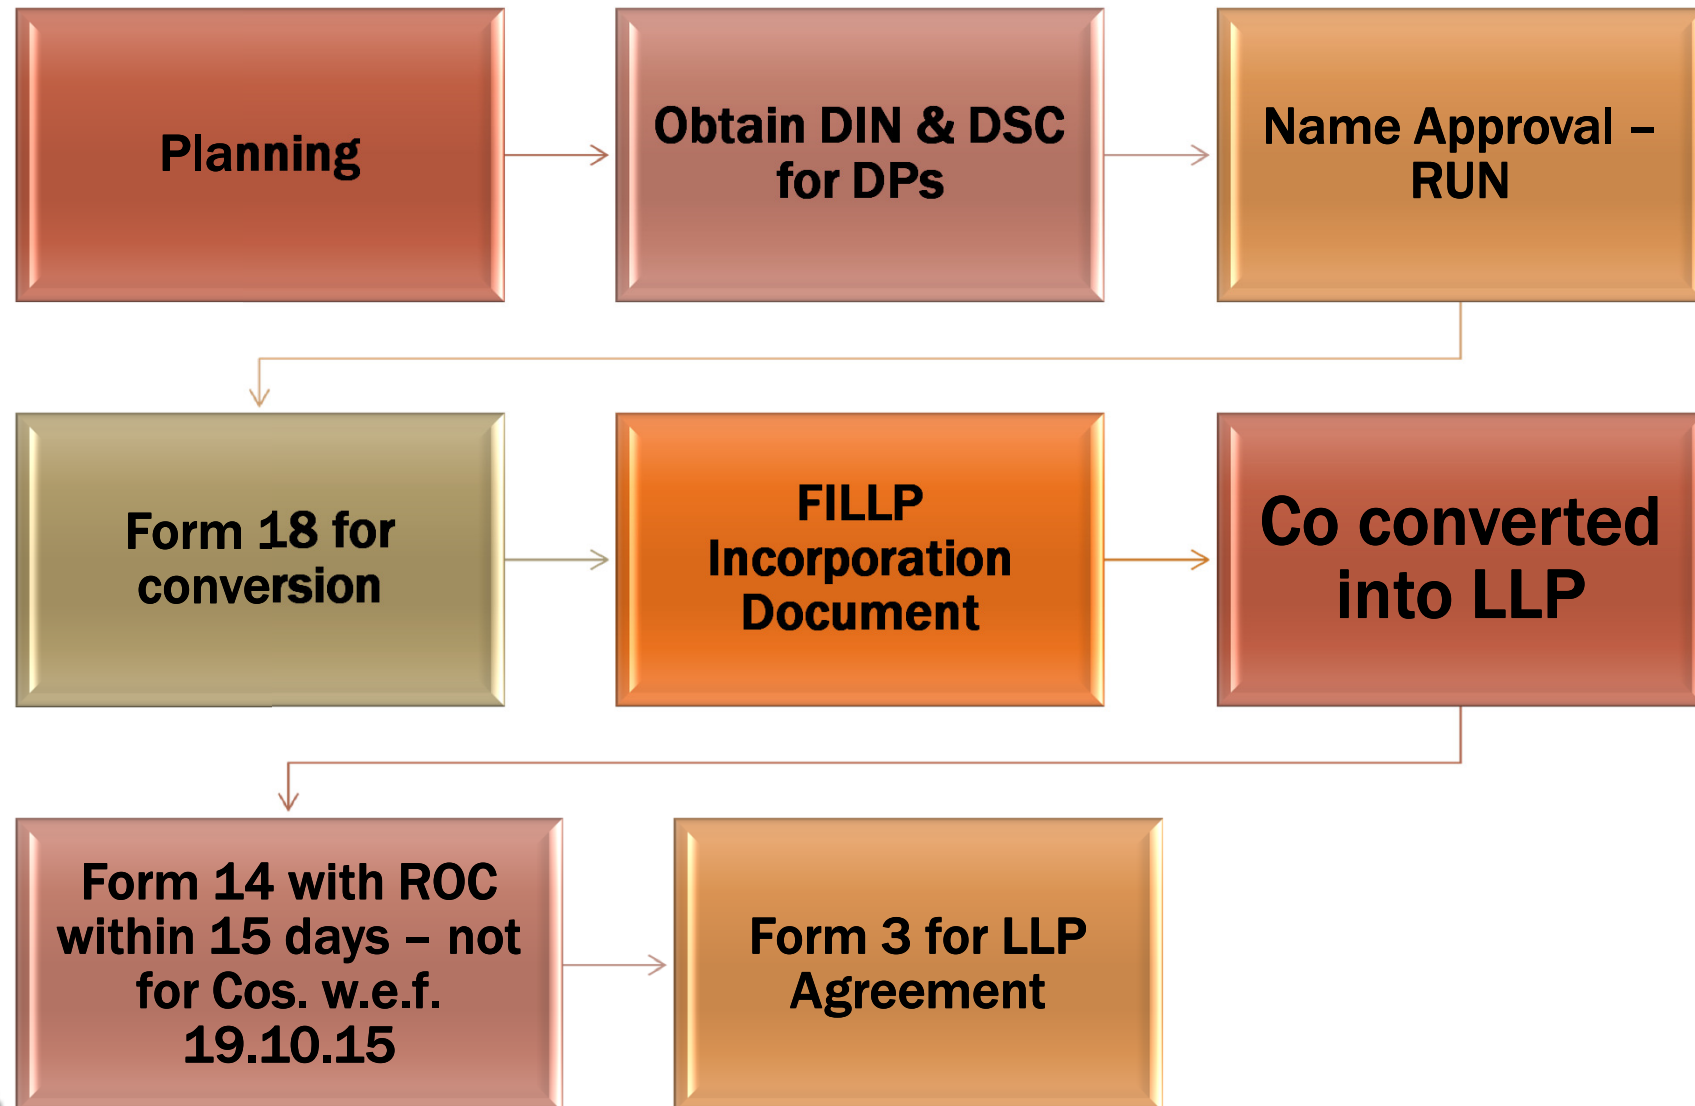 Planning
Obtain DIN & DSC
for DPs
Name Approval –
RUN
Form 18 for
conversion
FILLP
Incorporation
Document
Co converted
into LLP
Form 14 with ROC
within 15 days – not
for Cos. w.e.f.
19.10.15
Form 3 for LLP
Agreement